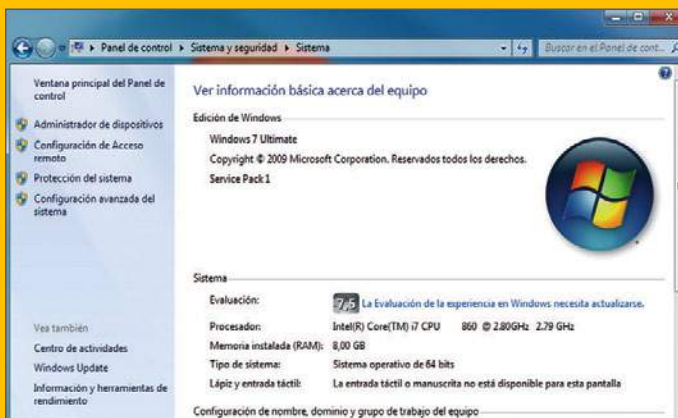 Panel de control ▸ Sistema y seguridad ▸ Sistema
Buscar en el Panel de cont...
Ventana principal del Panel de
control
Administrador de dispositivos
Configuración de Acceso
remoto
Protección del sistema
Configuración avanzada del
sistema
Vea también
Centro de actividades
Windows Update
Información y herramientas de
rendimiento
Ver información básica acerca del equipo
Edición de Windows
Windows 7 Ultimate
Copyright © 2009 Microsoft Corporation. Reservados todos los derechos.
Service Pack 1
Sistema
Evaluación: 7,6 La Evaluación de la experiencia en Windows necesita actualizarse.
Procesador: Intel(R) Core(TM) i7 CPU 860 @ 2.80GHz 2.79 GHz
Memoria instalada (RAM): 8,00 GB
Tipo de sistema: Sistema operativo de 64 bits
Lápiz y entrada táctil: La entrada táctil o manuscrita no está disponible para esta pantalla
Configuración de nombre, dominio y grupo de trabajo del equipo